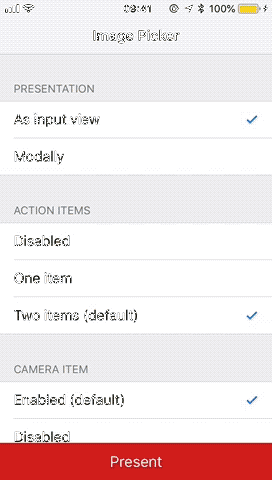 09:41 100%
Image Picker
PRESENTATION
As input view
Modally
ACTION ITEMS
Disabled
One item
Two items (default)
CAMERA ITEM
Enabled (default)
Disabled
Present